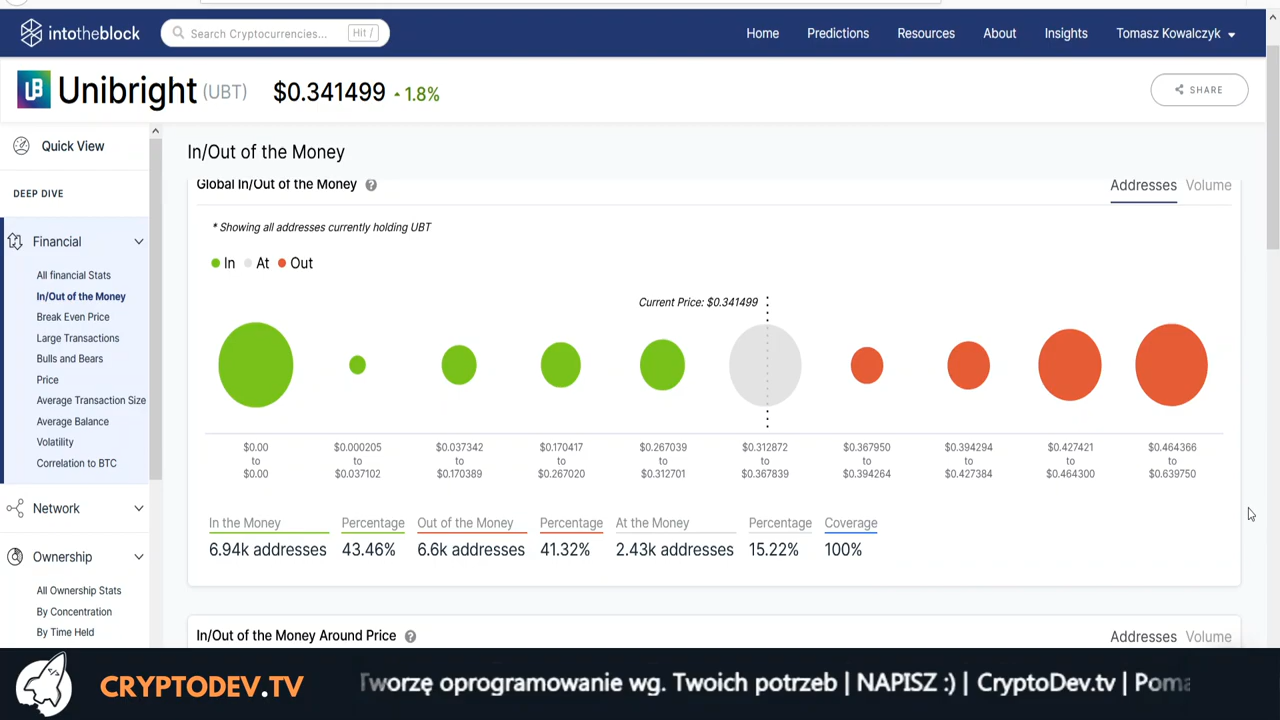 intotheblock
Search Cryptocurrencies...
Hit /
Home
Predictions
Resources
About
Insights
Tomasz Kowalczyk
UB
Unibright (UBT) $0.341499 1.8%
SHARE
Quick View
DEEP DIVE
Financial
All financial Stats
In/Out of the Money
Break Even Price
Large Transactions
Bulls and Bears
Price
Average Transaction Size
Average Balance
Volatility
Correlation to BTC
Network
Ownership
All Ownership Stats
By Concentration
By Time Held
In/Out of the Money
Global In/Out of the Money ?
Addresses Volume
* Showing all addresses currently holding UBT
In At Out
Current Price: $0.341499
$0.00 to $0.00
$0.000205 to $0.037102
$0.037342 to $0.170389
$0.170417 to $0.267020
$0.267039 to $0.312701
$0.312872 to $0.367839
$0.367950 to $0.394264
$0.394294 to $0.427384
$0.427421 to $0.464300
$0.464366 to $0.639750
In the Money Percentage Out of the Money Percentage At the Money Percentage Coverage
6.94k addresses 43.46% 6.6k addresses 41.32% 2.43k addresses 15.22% 100%
In/Out of the Money Around Price ?
Addresses Volume
CRYPTODEV.TV
Tworzę oprogramowanie wg. Twoich potrzeb | NAPISZ :) | CryptoDev.tv |